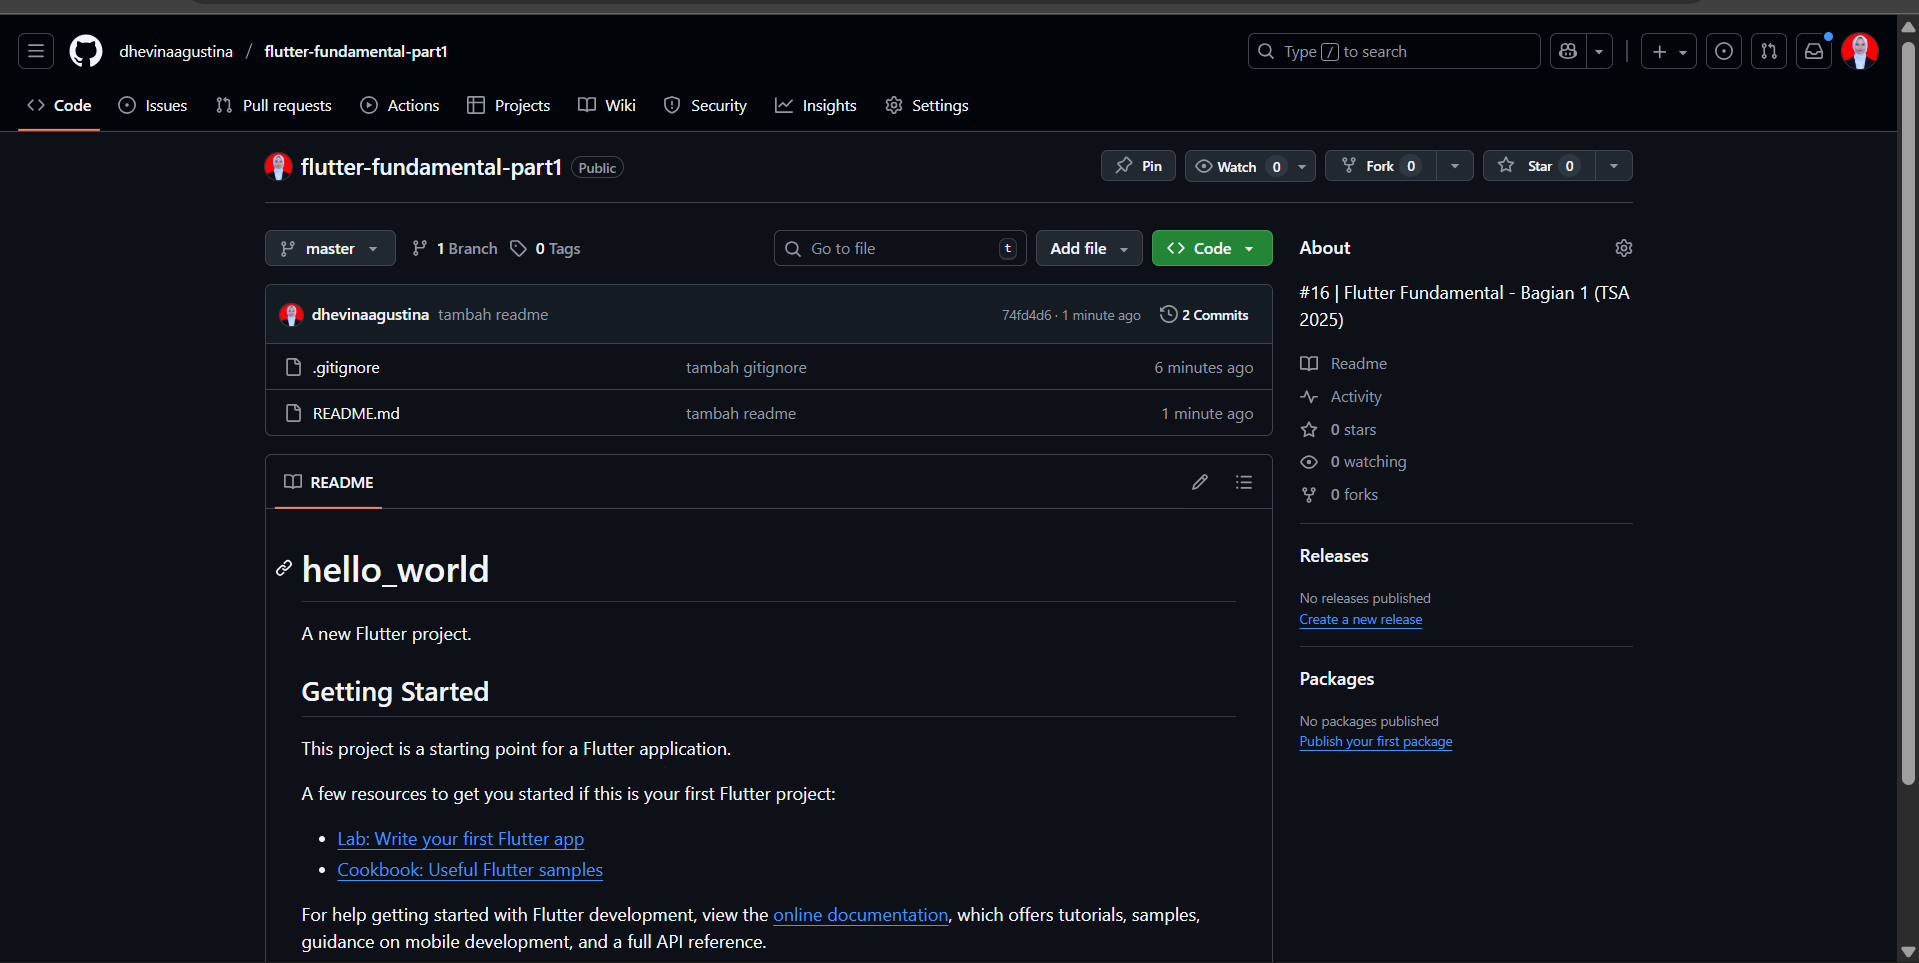 dhevinaagustina / flutter-fundamental-part1
Type / to search
Code Issues Pull requests Actions Projects Wiki Security Insights Settings
flutter-fundamental-part1 Public
Pin Watch 0 Fork 0 Star 0
master 1 Branch 0 Tags Go to file t Add file Code
dhevinaagustina tambah readme 74fd4d6 · 1 minute ago 2 Commits
.gitignore tambah gitignore 6 minutes ago
README.md tambah readme 1 minute ago
README
hello_world
A new Flutter project.
Getting Started
This project is a starting point for a Flutter application.
A few resources to get you started if this is your first Flutter project:
• Lab: Write your first Flutter app
• Cookbook: Useful Flutter samples
For help getting started with Flutter development, view the online documentation, which offers tutorials, samples,
guidance on mobile development, and a full API reference.
About
#16 | Flutter Fundamental - Bagian 1 (TSA
2025)
Readme
Activity
0 stars
0 watching
0 forks
Releases
No releases published
Create a new release
Packages
No packages published
Publish your first package